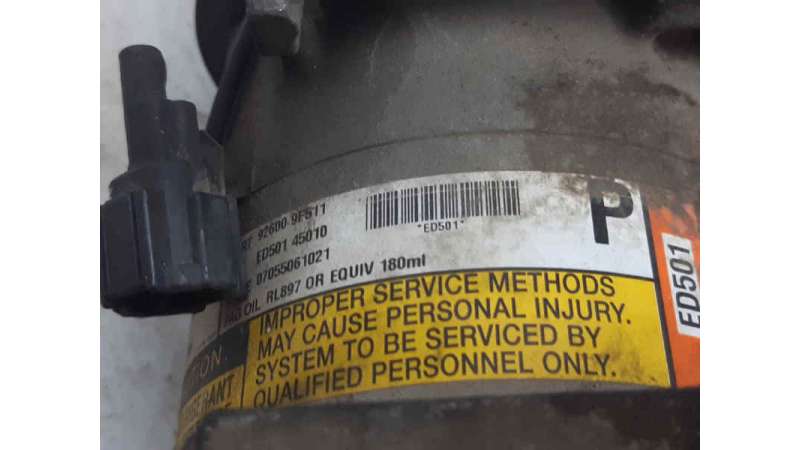 92600-9F511
ED501 45010
07055061021
OIL RL897 OR EQUIV 180ml
*ED501*
P
ED501
IMPROPER SERVICE METHODS
MAY CAUSE PERSONAL INJURY.
SYSTEM TO BE SERVICED BY
QUALIFIED PERSONNEL ONLY.